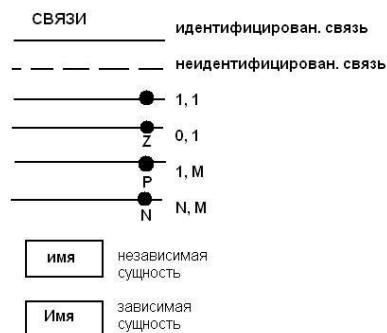 СВЯЗИ
идентифицирован. связь
неидентифицирован. связь
1, 1
Z
0, 1
P
1, M
N
N, M
имя
независимая
сущность
Имя
зависимая
сущность